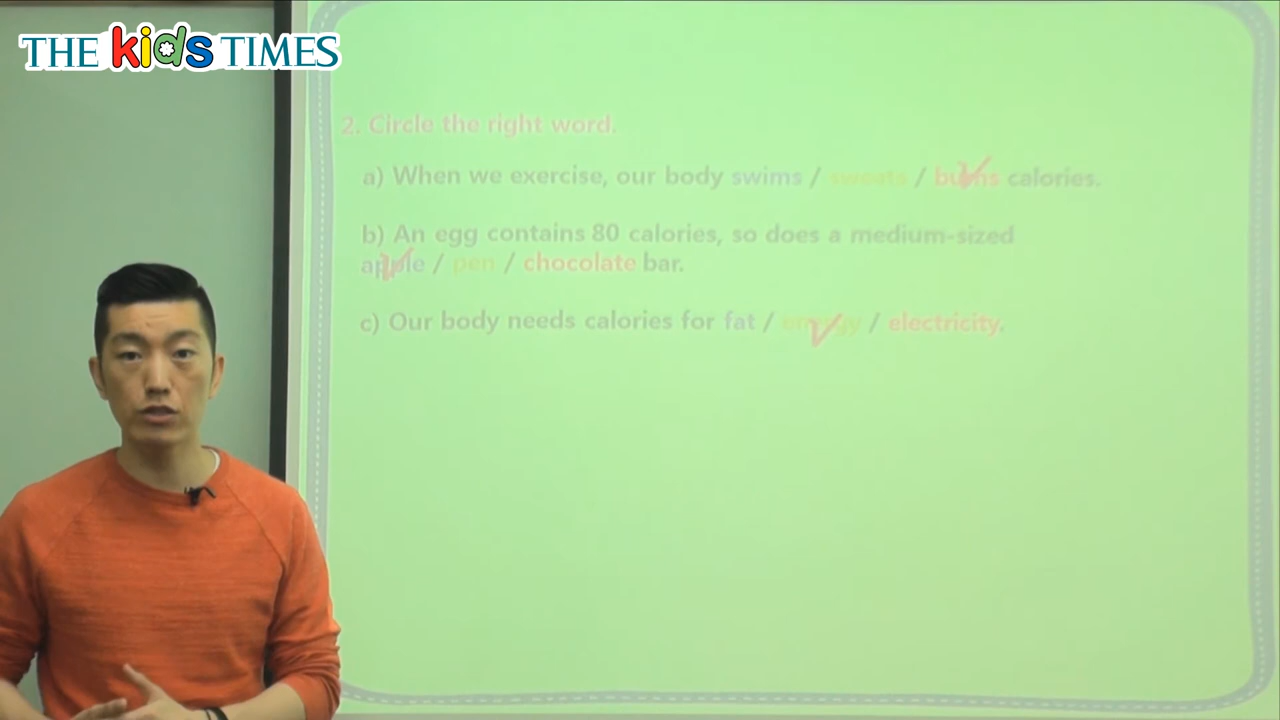 THE kids TIMES
2. Circle the right word.
a) When we exercise, our body swims / sweats / burns calories.
b) An egg contains 80 calories, so does a medium-sized
apple / pen / chocolate bar.
c) Our body needs calories for fat / energy / electricity.